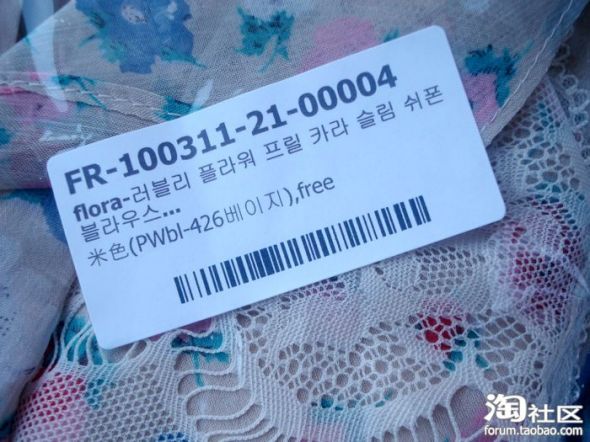 FR-100311-21-00004
flora-러블리 플라워 프릴 카라 슬림 쉬폰
블라우스...
米色(PWbl-426베이지),free
淘社区
forum.taobao.com